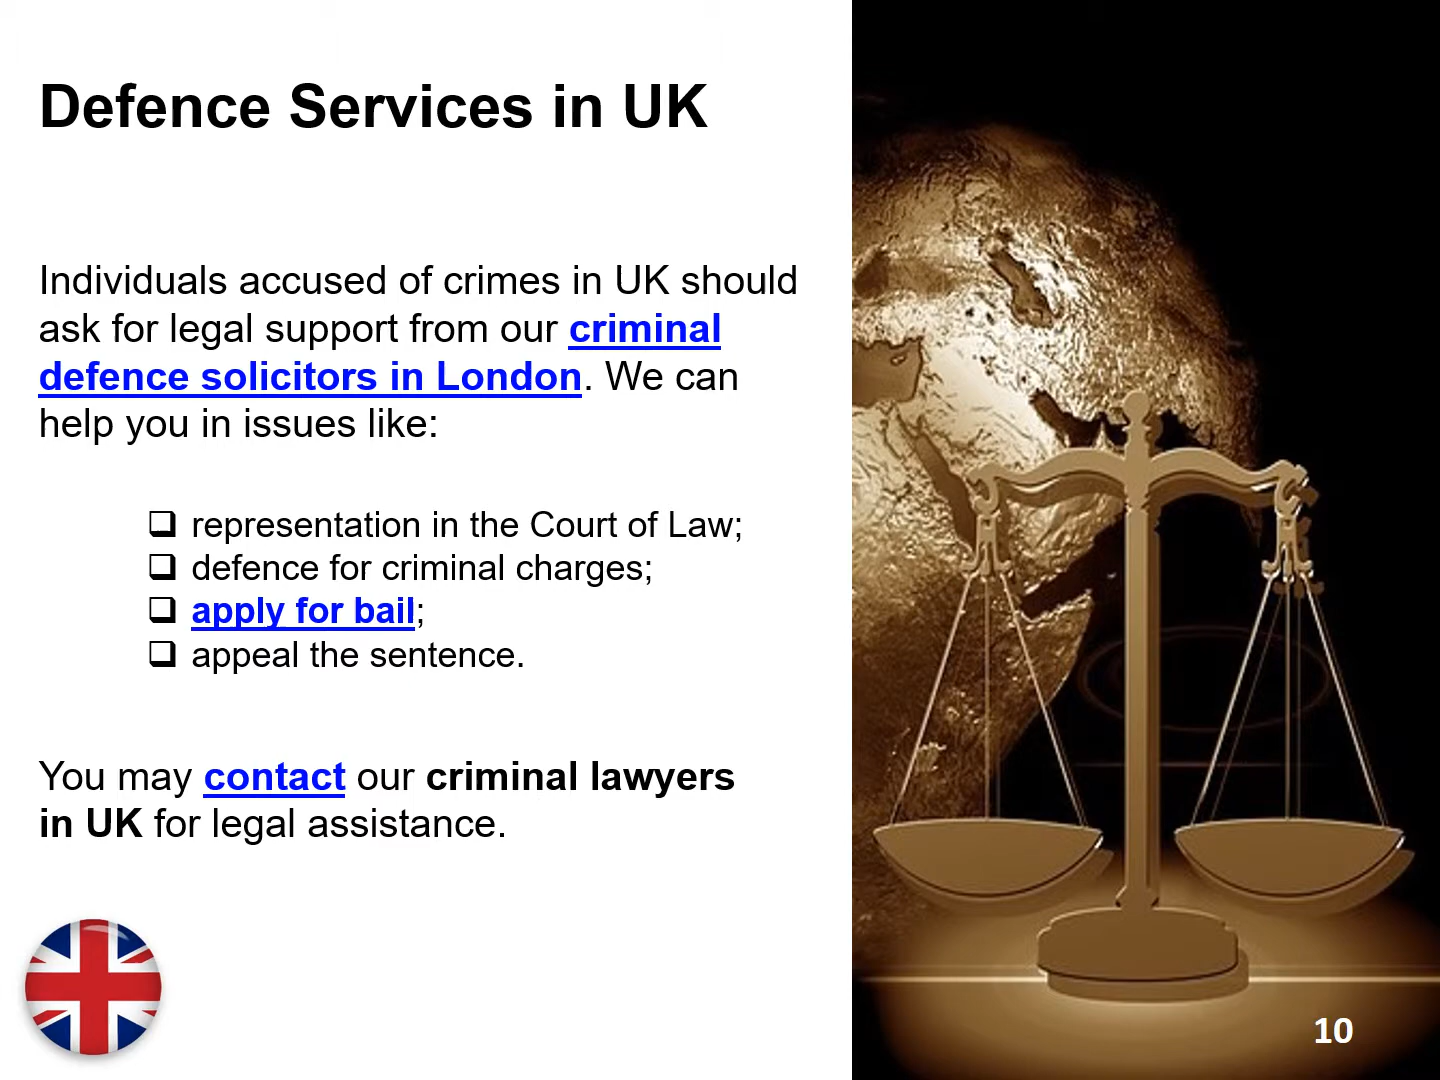 Defence Services in UK
Individuals accused of crimes in UK should
ask for legal support from our criminal
defence solicitors in London. We can
help you in issues like:
❑ representation in the Court of Law;
❑ defence for criminal charges;
❑ apply for bail;
❑ appeal the sentence.
You may contact our criminal lawyers
in UK for legal assistance.
10